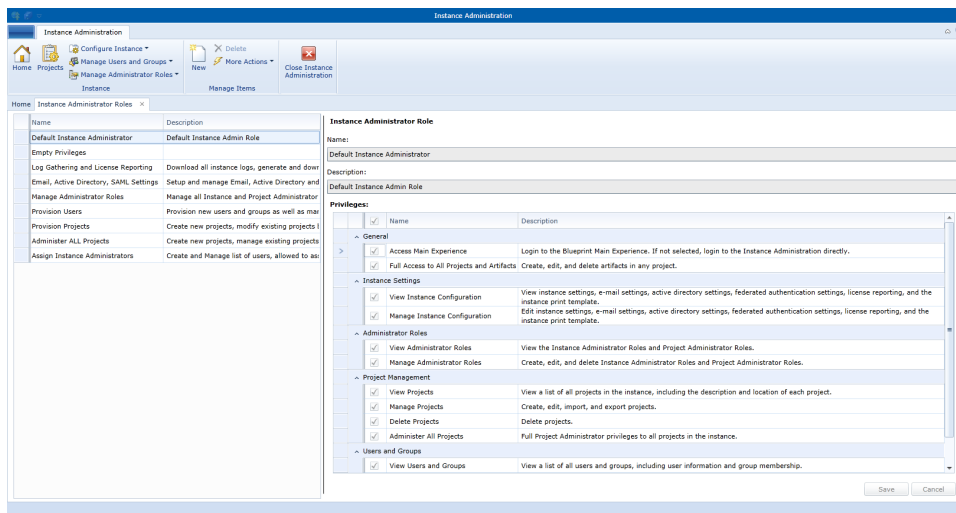 Instance Administration
Instance Administration
Home
Projects
Configure Instance
Manage Users and Groups
Manage Administrator Roles
Instance
New
Delete
More Actions
Manage Items
Close Instance
Administration
Home Instance Administrator Roles ×
Name Description
Default Instance Administrator Default Instance Admin Role
Empty Privileges
Log Gathering and License Reporting Download all instance logs, generate and dowr
Email, Active Directory, SAML Settings Setup and manage Email, Active Directory and
Manage Administrator Roles Manage all Instance and Project Administrator
Provision Users Provision new users and groups as well as mar
Provision Projects Create new projects, modify existing projects l
Administer ALL Projects Create new projects, manage existing projects
Assign Instance Administrators Create and Manage list of users, allowed to as
Instance Administrator Role
Name:
Default Instance Administrator
Description:
Default Instance Admin Role
Privileges:
Name Description
General
Access Main Experience Login to the Blueprint Main Experience. If not selected, login to the Instance Administration directly.
Full Access to All Projects and Artifacts Create, edit, and delete artifacts in any project.
Instance Settings
View Instance Configuration View instance settings, e-mail settings, active directory settings, federated authentication settings, license reporting, and the
instance print template.
Manage Instance Configuration Edit instance settings, e-mail settings, active directory settings, federated authentication settings, license reporting, and the
instance print template.
Administrator Roles
View Administrator Roles View the Instance Administrator Roles and Project Administrator Roles.
Manage Administrator Roles Create, edit, and delete Instance Administrator Roles and Project Administrator Roles.
Project Management
View Projects View a list of all projects in the instance, including the description and location of each project.
Manage Projects Create, edit, import, and export projects.
Delete Projects Delete projects.
Administer All Projects Full Project Administrator privileges to all projects in the instance.
Users and Groups
View Users and Groups View a list of all users and groups, including user information and group membership.
Save Cancel